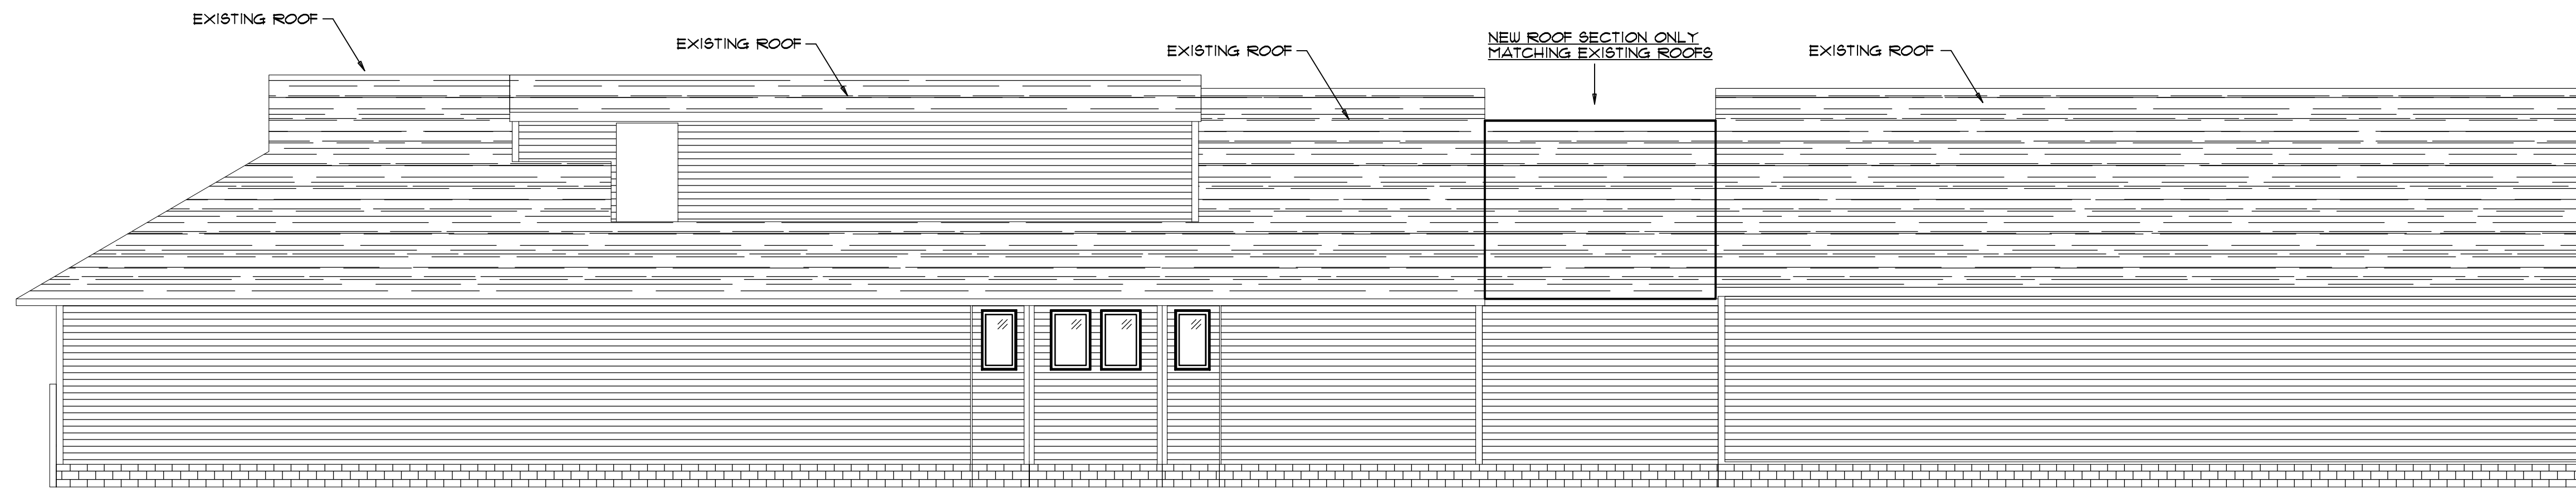 EXISTING ROOF
EXISTING ROOF
EXISTING ROOF
NEW ROOF SECTION ONLY
MATCHING EXISTING ROOFS
EXISTING ROOF